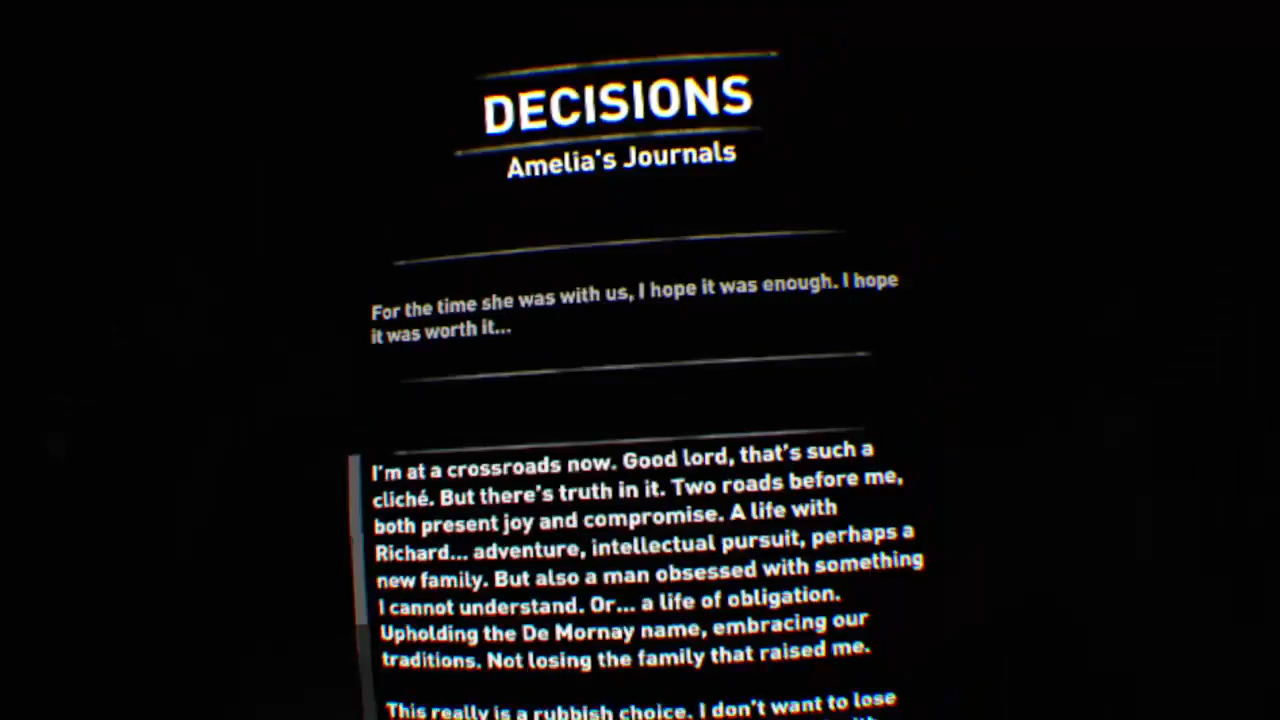 DECISIONS
Amelia's Journals
For the time she was with us, I hope it was enough. I hope
it was worth it...
I'm at a crossroads now. Good lord, that's such a
cliché. But there's truth in it. Two roads before me,
both present joy and compromise. A life with
Richard... adventure, intellectual pursuit, perhaps a
new family. But also a man obsessed with something
I cannot understand. Or... a life of obligation.
Upholding the De Mornay name, embracing our
traditions. Not losing the family that raised me.
This really is a rubbish choice. I don't want to lose